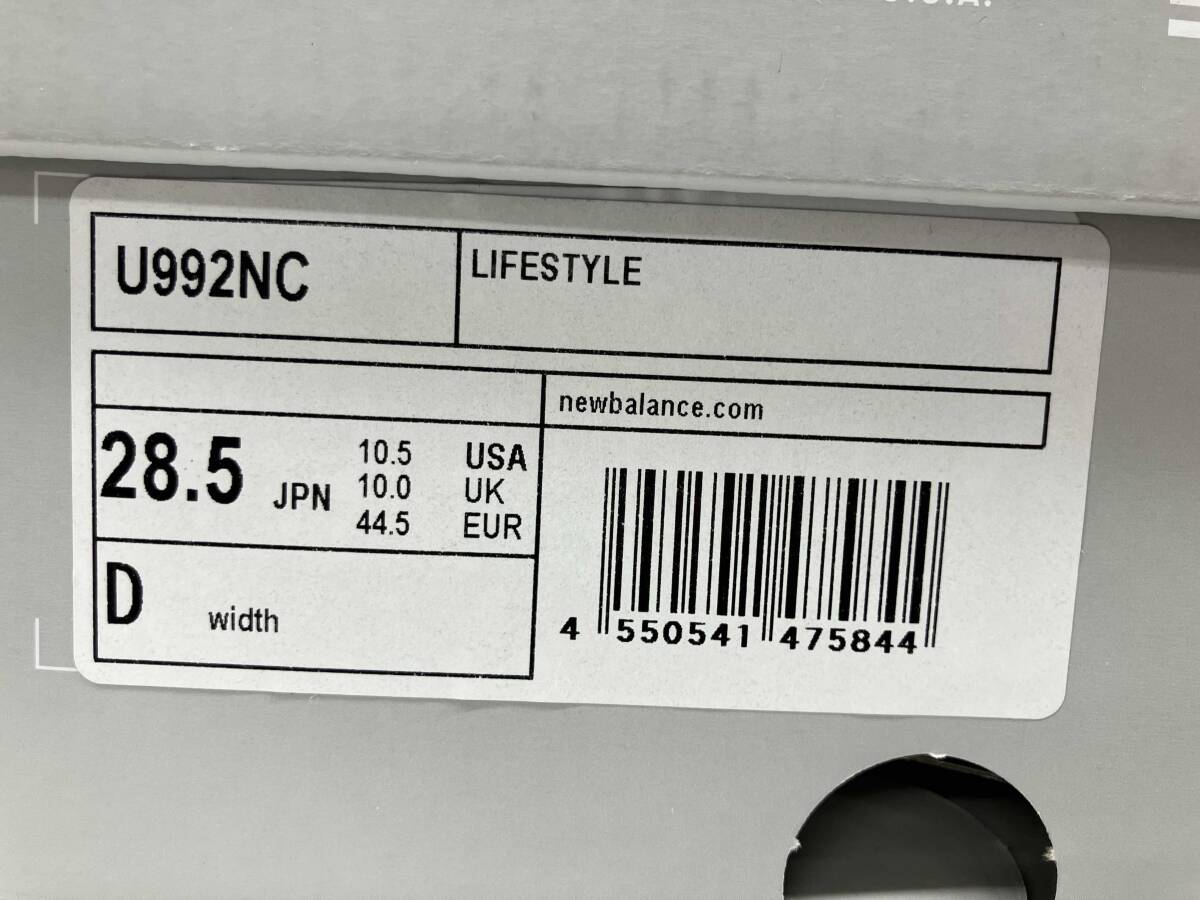 U992NC
LIFESTYLE
newbalance.com
28.5 JPN
10.5 USA
10.0 UK
44.5 EUR
D width
4 550541 475844